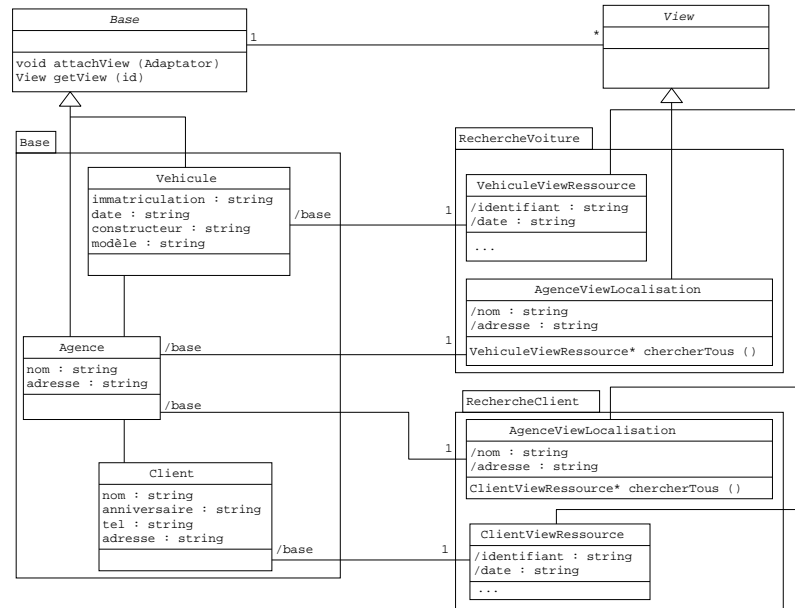 Base
1
void attachView (Adaptator)
View getView (id)
*
View
Base
Vehicule
immatriculation : string
date : string
constructeur : string
modèle : string
/base
1
Agence
nom : string
adresse : string
/base
1
/base
1
Client
nom : string
anniversaire : string
tel : string
adresse : string
/base
1
RechercheVoiture
VehiculeViewRessource
/identifiant : string
/date : string
...
AgenceViewLocalisation
/nom : string
/adresse : string
VehiculeViewRessource* chercherTous ()
RechercheClient
AgenceViewLocalisation
/nom : string
/adresse : string
ClientViewRessource* chercherTous ()
ClientViewRessource
/identifiant : string
/date : string
...